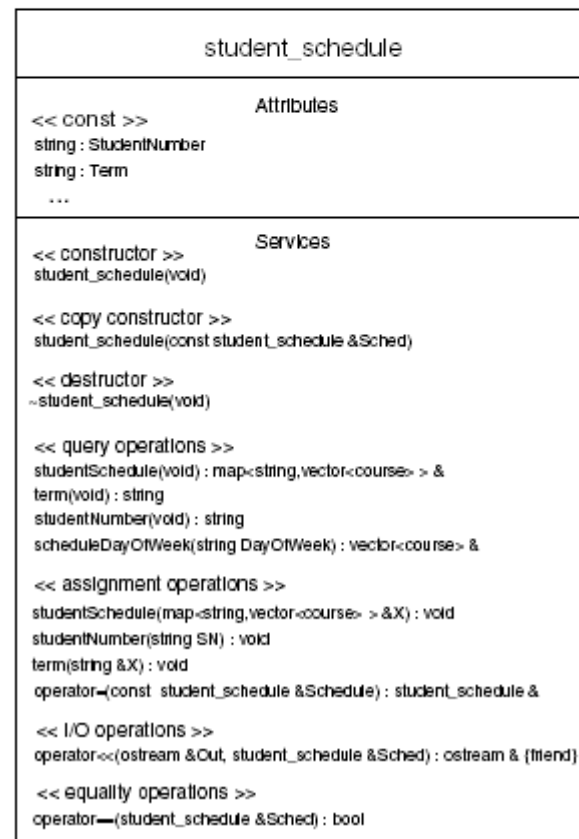 student_schedule
Attributes
<< const >>
string : StudentNumber
string : Term
...
Services
<< constructor >>
student_schedule(void)
<< copy constructor >>
student_schedule(const student_schedule &Sched)
<< destructor >>
~student_schedule(void)
<< query operations >>
studentSchedule(void) : map<string,vector<course> > &
term(void) : string
studentNumber(void) : string
scheduleDayOfWeek(string DayOfWeek) : vector<course> &
<< assignment operations >>
studentSchedule(map<string,vector<course> > &X) : void
studentNumber(string SN) : void
term(string &X) : void
operator=(const student_schedule &Schedule) : student_schedule &
<< I/O operations >>
operator<<(ostream &Out, student_schedule &Sched) : ostream & {friend}
<< equality operations >>
operator==(student_schedule &Sched) : bool